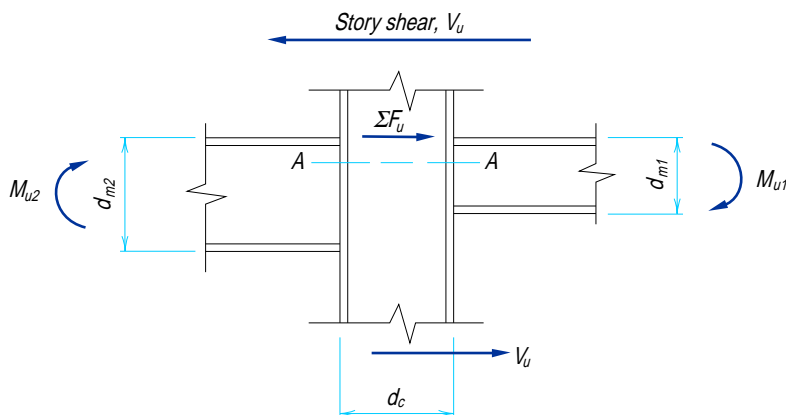 Story shear, Vu
ΣFu
A A
Mu2
dm2
dm1
Mu1
Vu
dc